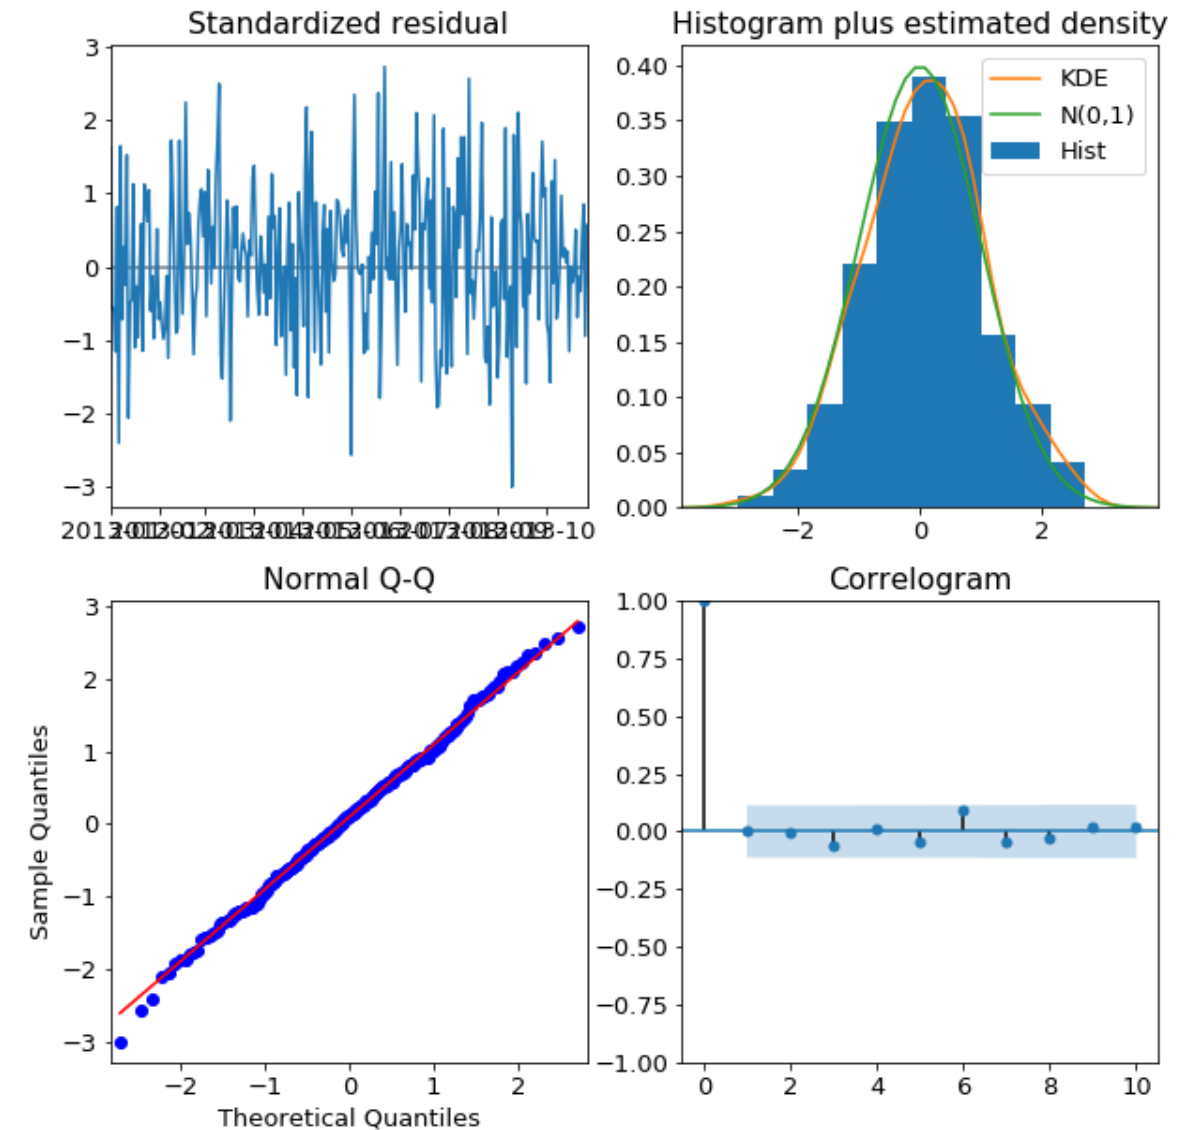 Standardized residual
3
2
1
0
−1
−2
−3
Histogram plus estimated density
0.40
0.35
0.30
0.25
0.20
0.15
0.10
0.05
0.00
KDE
N(0,1)
Hist
−2 0 2
Normal Q-Q
3
2
1
0
−1
−2
−3
Sample Quantiles
−2 −1 0 1 2
Theoretical Quantiles
Correlogram
1.00
0.75
0.50
0.25
0.00
−0.25
−0.50
−0.75
−1.00
0 2 4 6 8 10